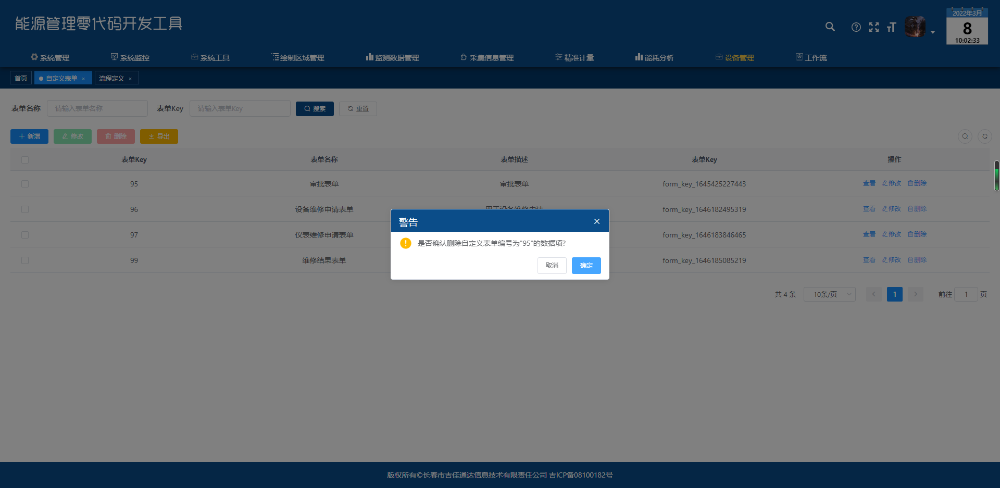 能源管理零代码开发工具
2022年3月
8
10:02:33
系统管理 系统监控 系统工具 绘制区域管理 监测数据管理 采集信息管理 精准计量 能耗分析 设备管理 工作流
首页 自定义表单 × 流程定义 ×
表单名称 请输入表单名称 表单Key 请输入表单Key 搜索 重置
新增 修改 删除 导出
表单Key 表单名称 表单描述 表单Key 操作
95 审批表单 审批表单 form_key_1645425227443 查看 修改 删除
96 设备维修申请表单 用于设备维修申请 form_key_1646182495319 查看 修改 删除
97 仪表维修申请表单 form_key_1646183846465 查看 修改 删除
99 维修结果表单 form_key_1646185085219 查看 修改 删除
警告
是否确认删除自定义表单编号为"95"的数据项?
取消 确定
共 4 条 10条/页 1 前往 1 页
版权所有©长春市吉佳通达信息技术有限责任公司 吉ICP备08100182号